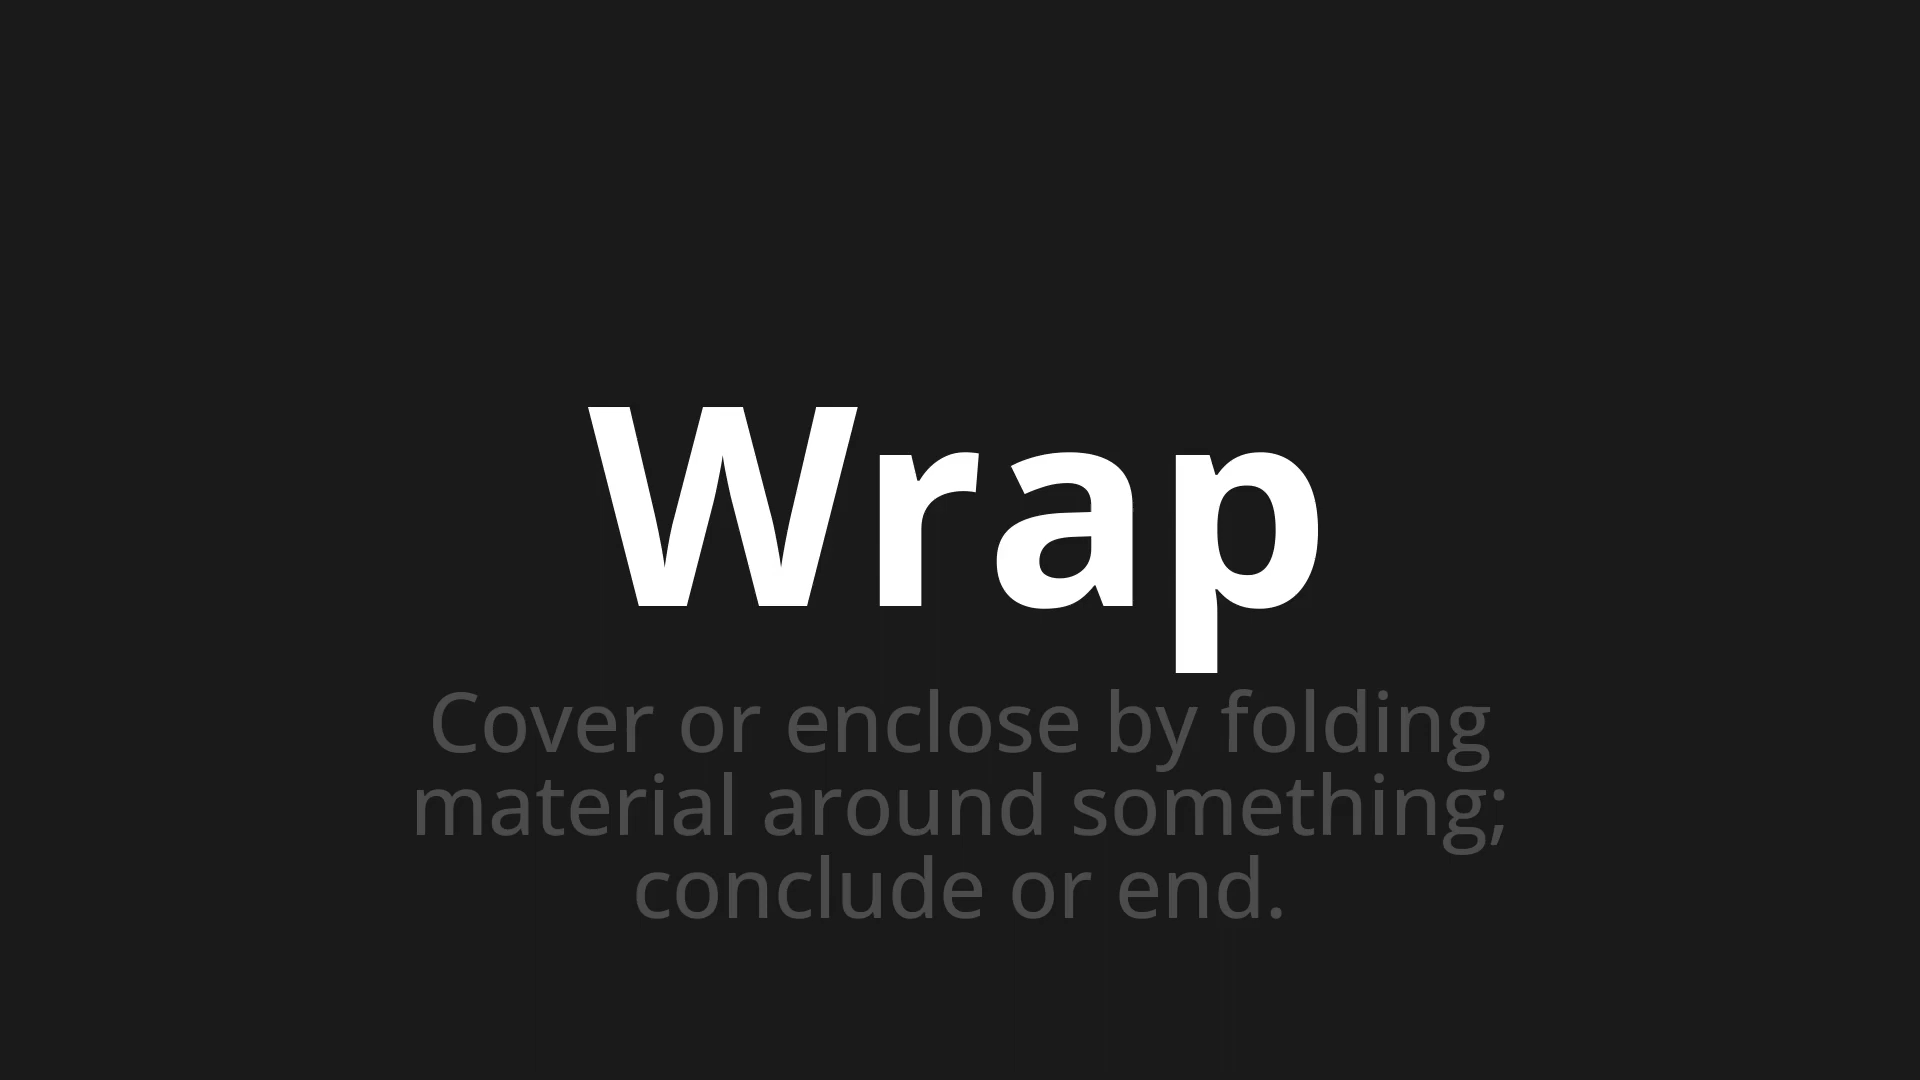 Wrap
Cover or enclose by folding
material around something;
conclude or end.